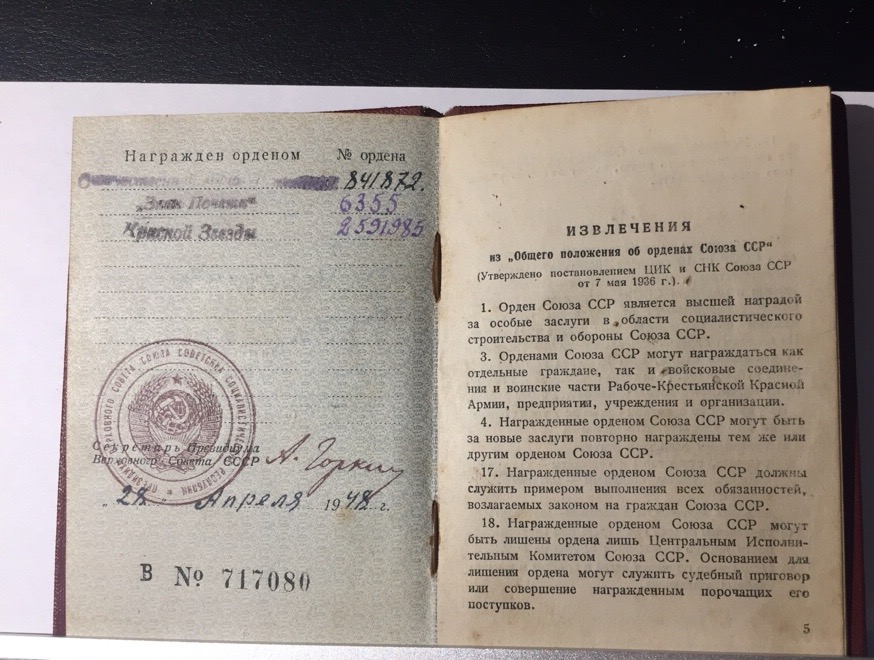 Награжден орденом № ордена
Отечественной 841872.
„Знак Почета" 6355
Красной Звезды 2591985
Секретарь Президиума
Верховного Совета СССР А. Горкин
„28 Апреля 1948 г.
В № 717080
ИЗВЛЕЧЕНИЯ
из „Общего положения об орденах Союза ССР"
(Утверждено постановлением ЦИК и СНК Союза ССР
от 7 мая 1936 г.).
1. Орден Союза ССР является высшей наградой
за особые заслуги в области социалистического
строительства и обороны Союза ССР.
3. Орденами Союза ССР могут награждаться как
отдельные граждане, так и войсковые соедине-
ния и воинские части Рабоче-Крестьянской Красной
Армии, предприятия, учреждения и организации.
4. Награжденные орденом Союза ССР могут быть
за новые заслуги повторно награждены тем же или
другим орденом Союза ССР.
17. Награжденные орденом Союза ССР должны
служить примером выполнения всех обязанностей,
возлагаемых законом на граждан Союза ССР.
18. Награжденные орденом Союза ССР могут
быть лишены ордена лишь Центральным Исполни-
тельным Комитетом Союза ССР. Основанием для
лишения ордена могут служить судебный приговор
или совершение награжденным порочащих его
поступков.
5